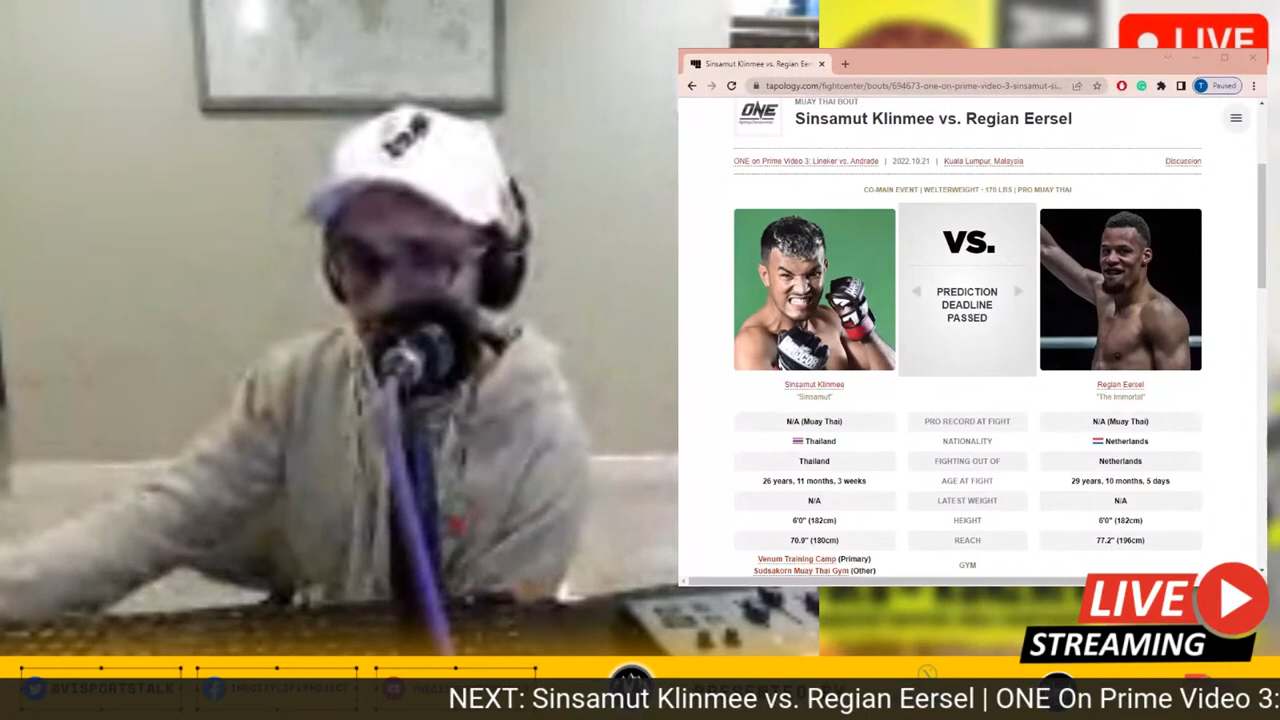 LIVE
Sinsamut Klinmee vs. Regian Eer
tapology.com/fightcenter/bouts/694673-one-on-prime-video-3-sinsamut-si...
T Paused
ONE
MUAY THAI BOUT
Sinsamut Klinmee vs. Regian Eersel
ONE on Prime Video 3: Lineker vs. Andrade | 2022.10.21 | Kuala Lumpur, Malaysia Discussion
CO-MAIN EVENT | WELTERWEIGHT - 170 LBS | PRO MUAY THAI
VS.
PREDICTION
DEADLINE
PASSED
Sinsamut Klinmee Regian Eersel
"Sinsamut" "The Immortal"
N/A (Muay Thai) PRO RECORD AT FIGHT N/A (Muay Thai)
Thailand NATIONALITY Netherlands
Thailand FIGHTING OUT OF Netherlands
26 years, 11 months, 3 weeks AGE AT FIGHT 29 years, 10 months, 5 days
N/A LATEST WEIGHT N/A
6'0" (182cm) HEIGHT 6'0" (182cm)
70.9" (180cm) REACH 77.2" (196cm)
Venum Training Camp (Primary)
GYM
Sudsakorn Muay Thai Gym (Other)
LIVE
STREAMING
@VISPORTSTALK
NEXT: Sinsamut Klinmee vs. Regian Eersel | ONE On Prime Video 3: